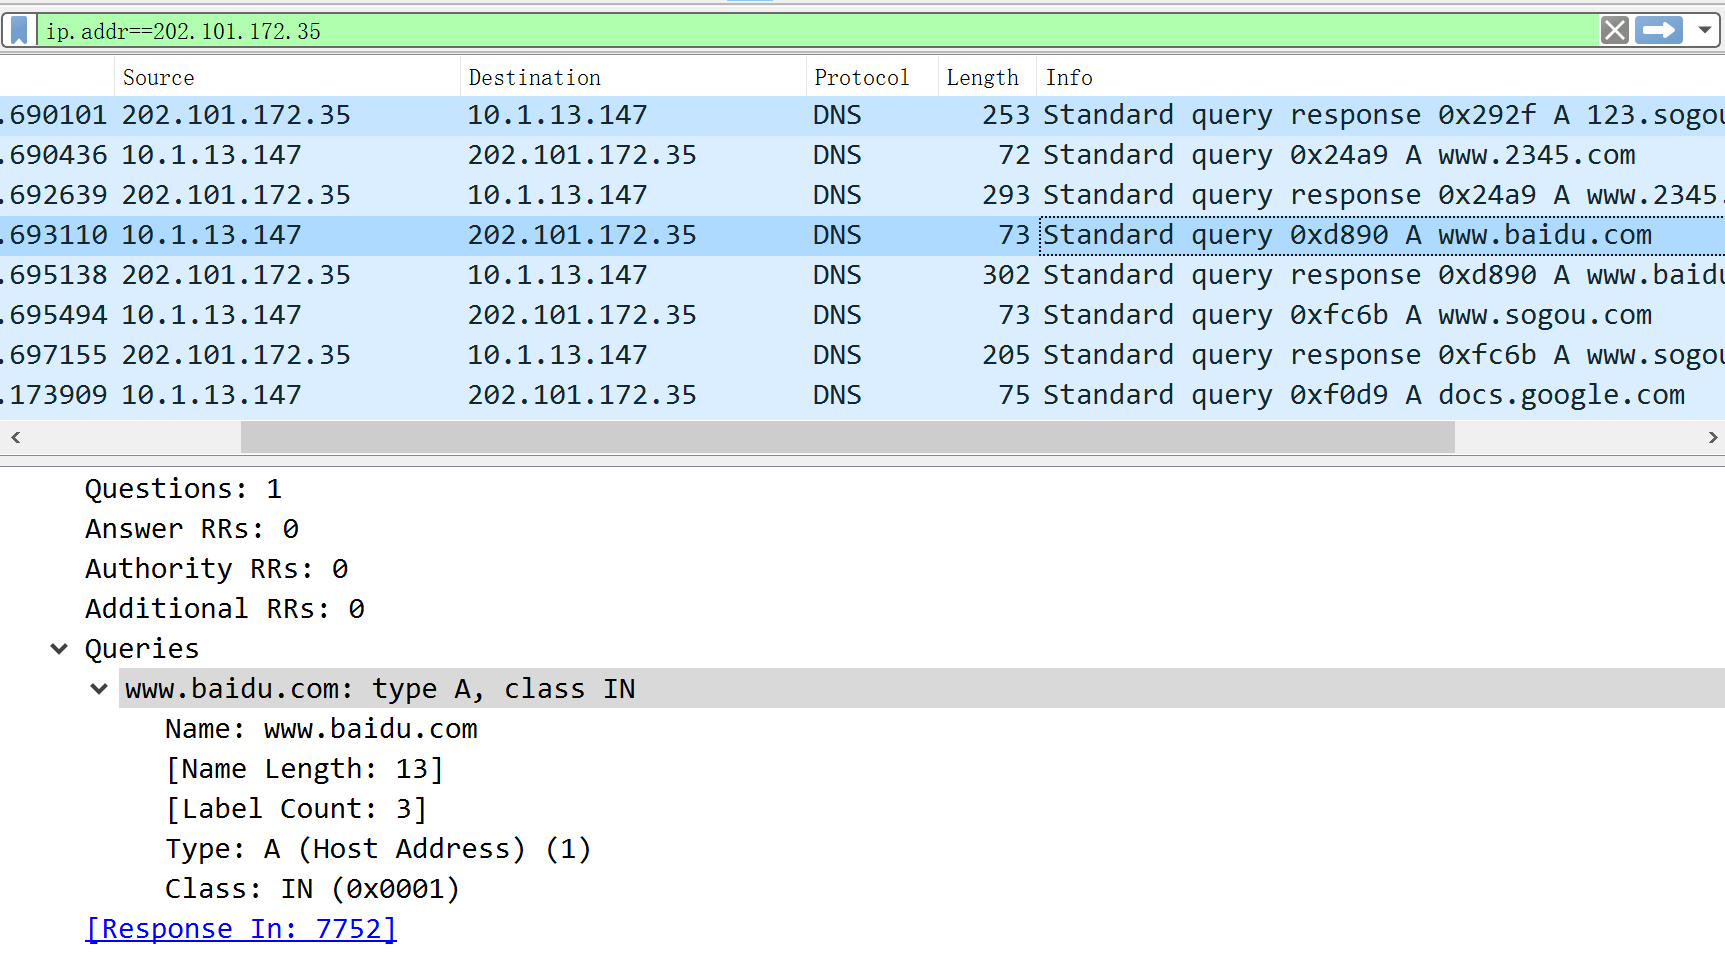 ip.addr==202.101.172.35
Source Destination Protocol Length Info
.690101 202.101.172.35 10.1.13.147 DNS 253 Standard query response 0x292f A 123.sogou
.690436 10.1.13.147 202.101.172.35 DNS 72 Standard query 0x24a9 A www.2345.com
.692639 202.101.172.35 10.1.13.147 DNS 293 Standard query response 0x24a9 A www.2345.
.693110 10.1.13.147 202.101.172.35 DNS 73 Standard query 0xd890 A www.baidu.com
.695138 202.101.172.35 10.1.13.147 DNS 302 Standard query response 0xd890 A www.baidu
.695494 10.1.13.147 202.101.172.35 DNS 73 Standard query 0xfc6b A www.sogou.com
.697155 202.101.172.35 10.1.13.147 DNS 205 Standard query response 0xfc6b A www.sogou
.173909 10.1.13.147 202.101.172.35 DNS 75 Standard query 0xf0d9 A docs.google.com
Questions: 1
Answer RRs: 0
Authority RRs: 0
Additional RRs: 0
Queries
www.baidu.com: type A, class IN
Name: www.baidu.com
[Name Length: 13]
[Label Count: 3]
Type: A (Host Address) (1)
Class: IN (0x0001)
[Response In: 7752]